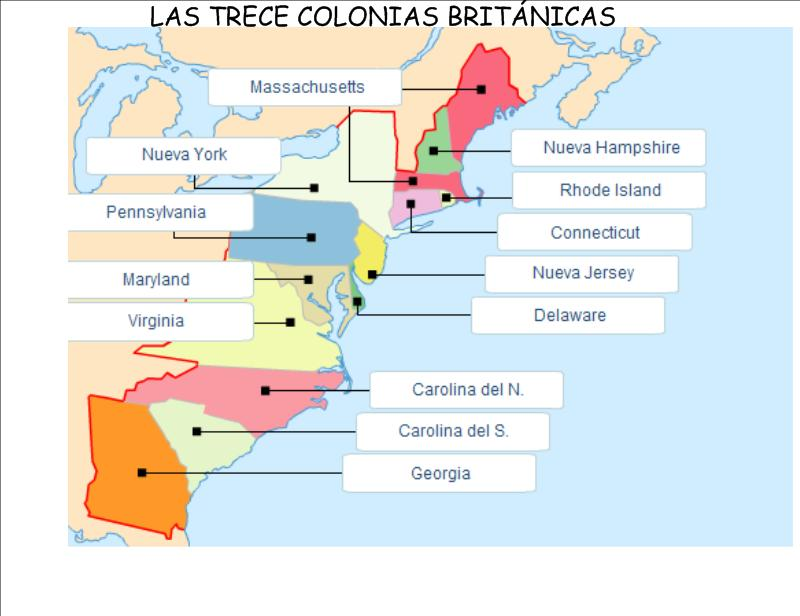 LAS TRECE COLONIAS BRITÁNICAS
Massachusetts
Nueva York
Nueva Hampshire
Rhode Island
Pennsylvania
Connecticut
Nueva Jersey
Maryland
Delaware
Virginia
Carolina del N.
Carolina del S.
Georgia